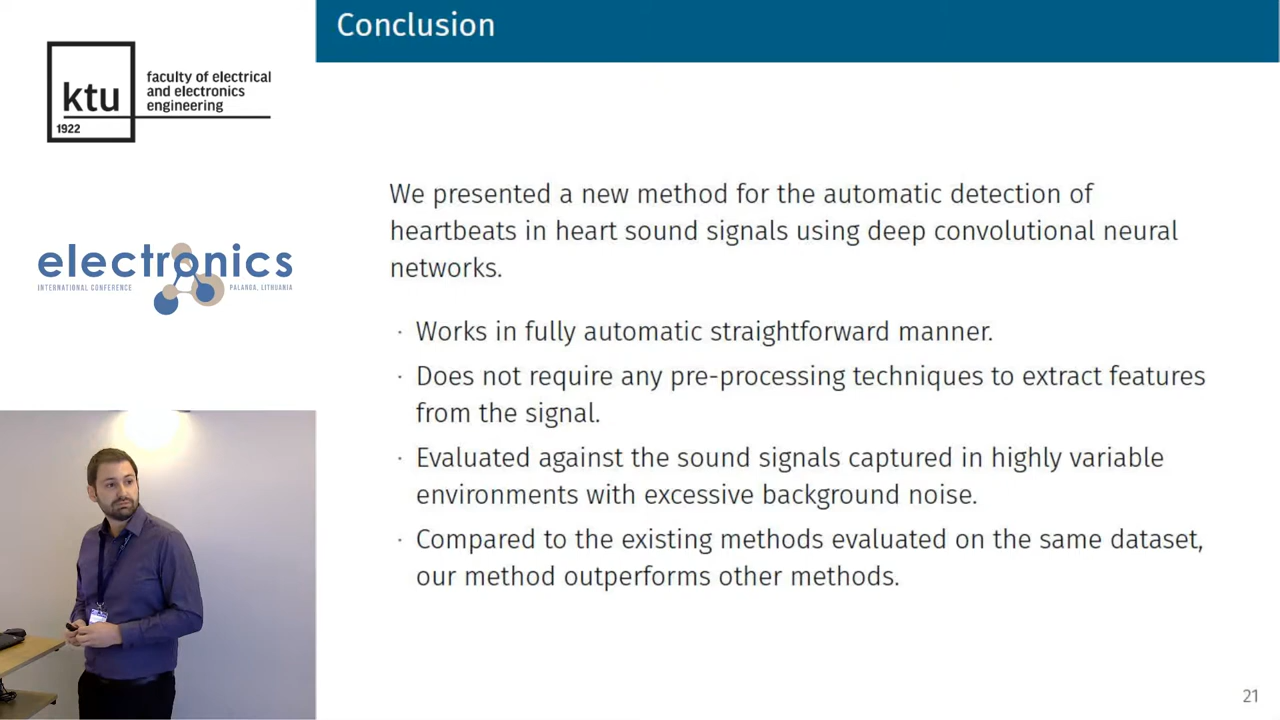 Conclusion
ktu
1922
faculty of electrical
and electronics
engineering
electronics
INTERNATIONAL CONFERENCE
PALANGA, LITHUANIA
We presented a new method for the automatic detection of
heartbeats in heart sound signals using deep convolutional neural
networks.
· Works in fully automatic straightforward manner.
· Does not require any pre-processing techniques to extract features
from the signal.
· Evaluated against the sound signals captured in highly variable
environments with excessive background noise.
· Compared to the existing methods evaluated on the same dataset,
our method outperforms other methods.
21